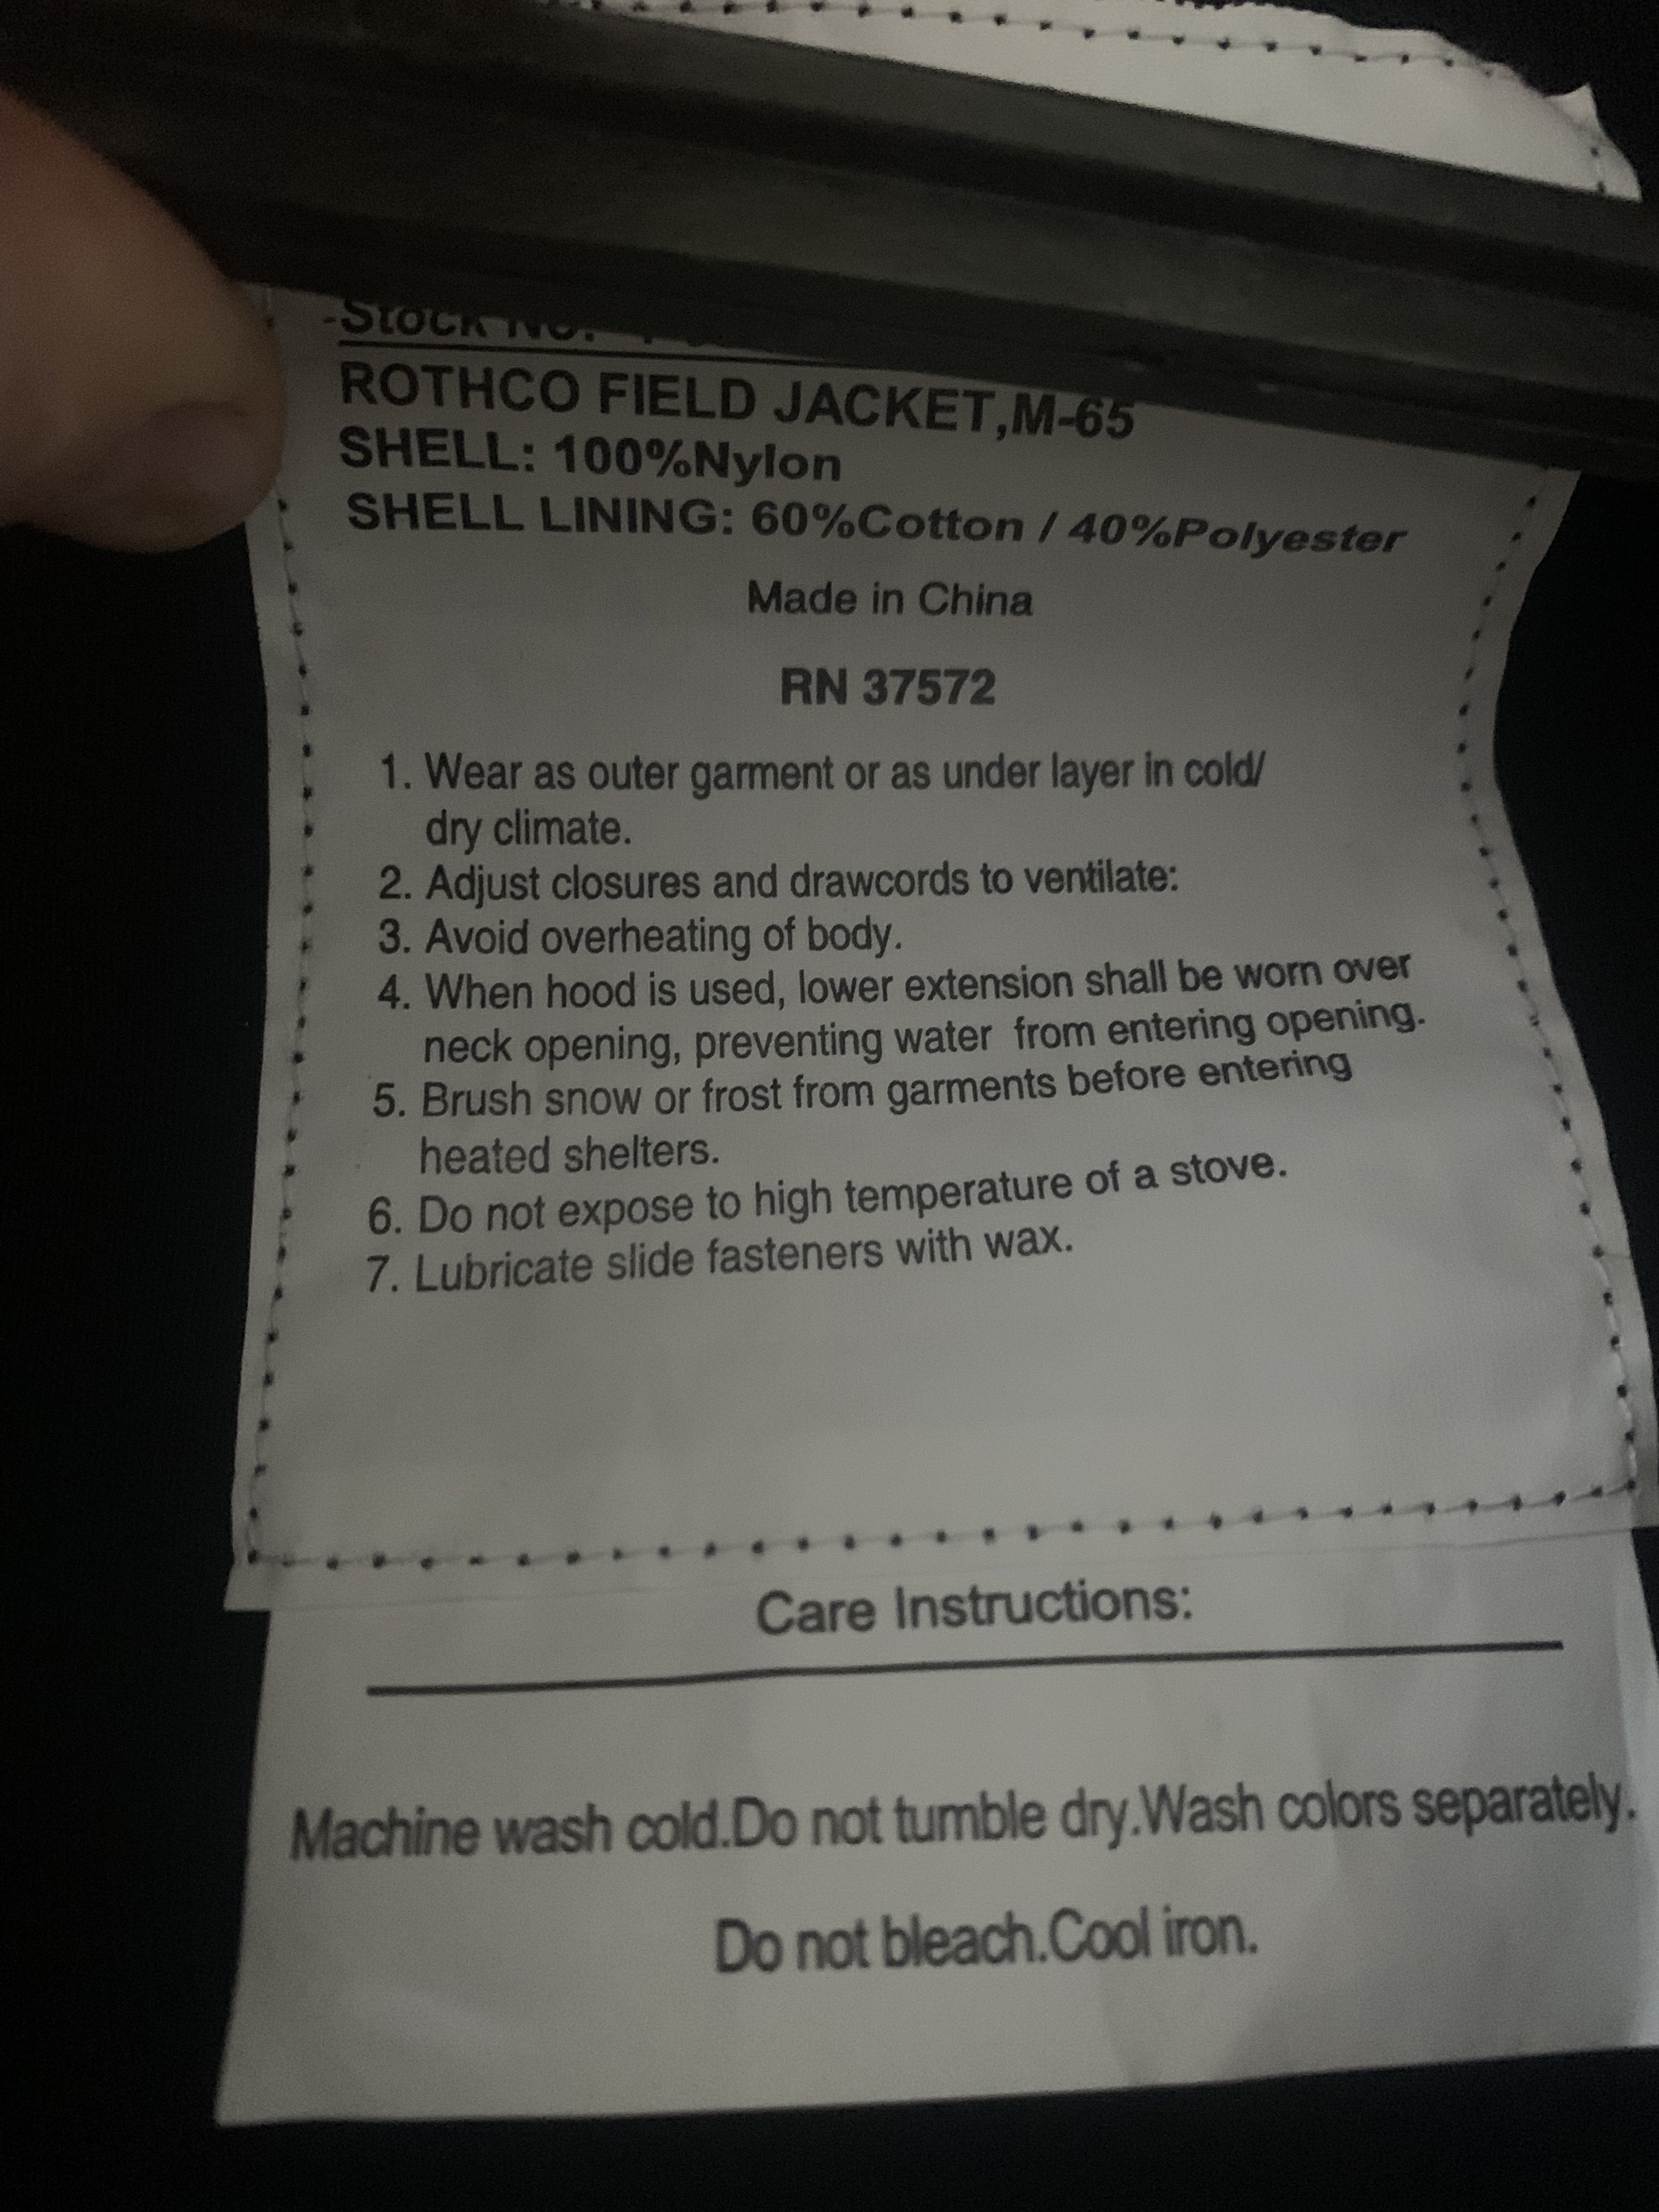 Stock No.
ROTHCO FIELD JACKET,M-65
SHELL: 100%Nylon
SHELL LINING: 60%Cotton / 40%Polyester
Made in China
RN 37572
1. Wear as outer garment or as under layer in cold/
dry climate.
2. Adjust closures and drawcords to ventilate:
3. Avoid overheating of body.
4. When hood is used, lower extension shall be worn over
neck opening, preventing water from entering opening.
5. Brush snow or frost from garments before entering
heated shelters.
6. Do not expose to high temperature of a stove.
7. Lubricate slide fasteners with wax.
Care Instructions:
Machine wash cold.Do not tumble dry.Wash colors separately.
Do not bleach.Cool iron.